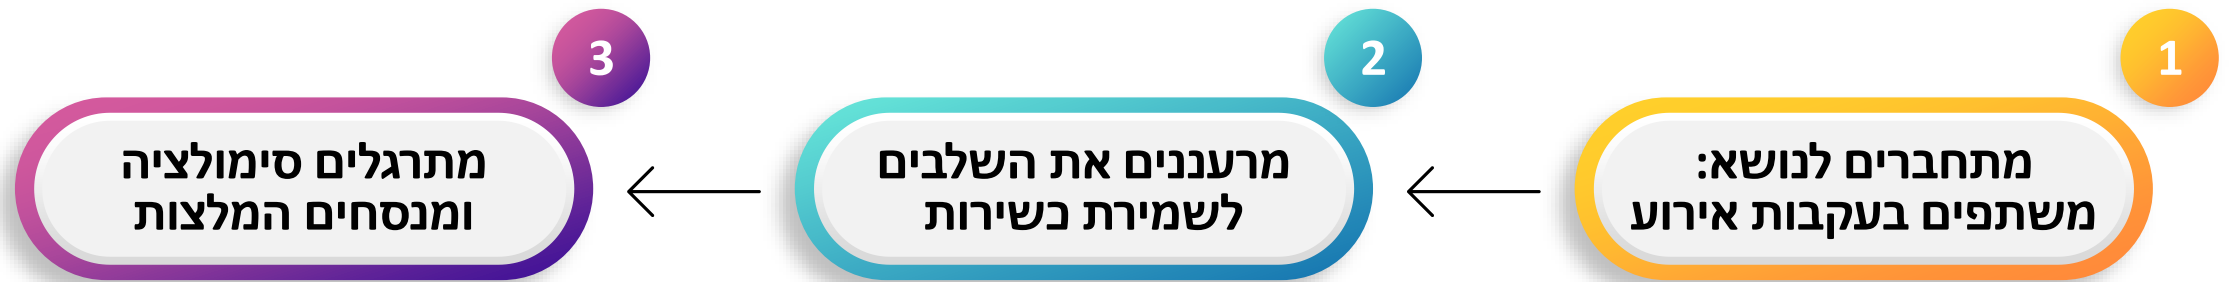 1
מתחברים לנושא:
משתפים בעקבות אירוע
2
מרעננים את השלבים
לשמירת כשירות
3
מתרגלים סימולציה
ומנסחים המלצות